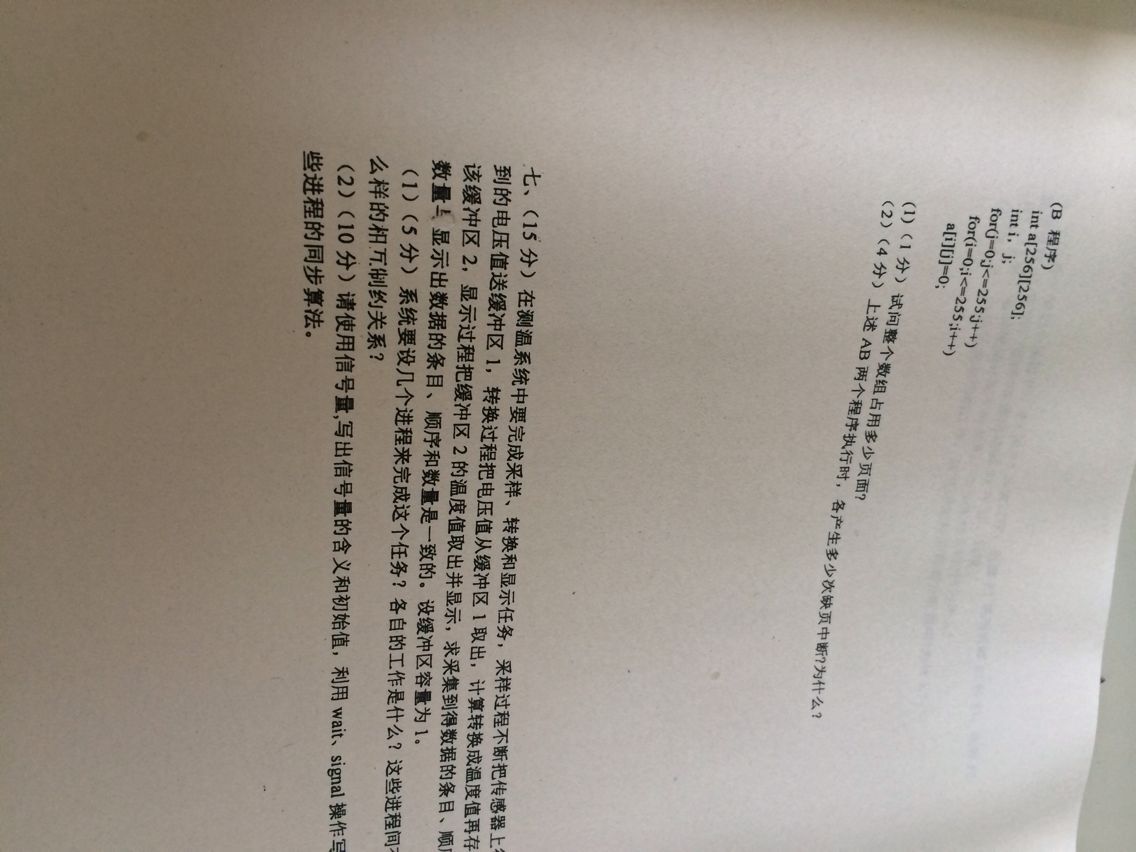 (B 程序)
int a[256][256];
int i，j;
for(j=0;j<=255;j++)
for(i=0;i<=255;i++)
a[i][j]=0;
(1)（1 分）试问整个数组占用多少页面?
（2）（4 分）上述 AB 两个程序执行时，各产生多少次缺页中断?为什么？
七、（15 分）在测温系统中要完成采样、转换和显示任务，采样过程不断把传感器上
到的电压值送缓冲区 1，转换过程把电压值从缓冲区 1 取出，计算转换成温度值再存
该缓冲区 2，显示过程把缓冲区 2 的温度值取出并显示，求采集到得数据的条目、顺
数量与 显示出数据的条目、顺序和数量是一致的。设缓冲区容量为 1。
（1）（5 分）系统要设几个进程来完成这个任务？各自的工作是什么？这些进程间
么样的相互制约关系？
（2）（10 分）请使用信号量,写出信号量的含义和初始值，利用 wait、signal 操作写
些进程的同步算法。